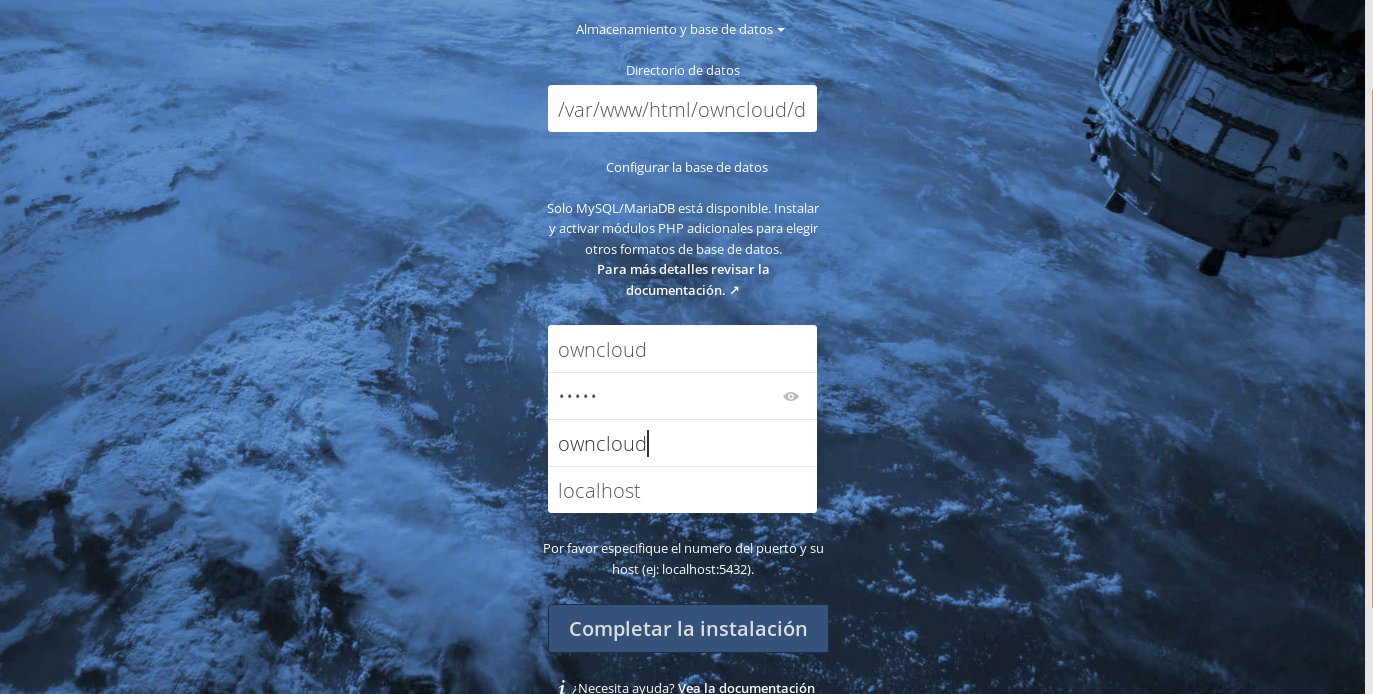 Almacenamiento y base de datos
Directorio de datos
/var/www/html/owncloud/d
Configurar la base de datos
Solo MySQL/MariaDB está disponible. Instalar
y activar módulos PHP adicionales para elegir
otros formatos de base de datos.
Para más detalles revisar la
documentación. ↗
owncloud
•••••
owncloud
localhost
Por favor especifique el numero del puerto y su
host (ej: localhost:5432).
Completar la instalación
i ¿Necesita ayuda? Vea la documentación